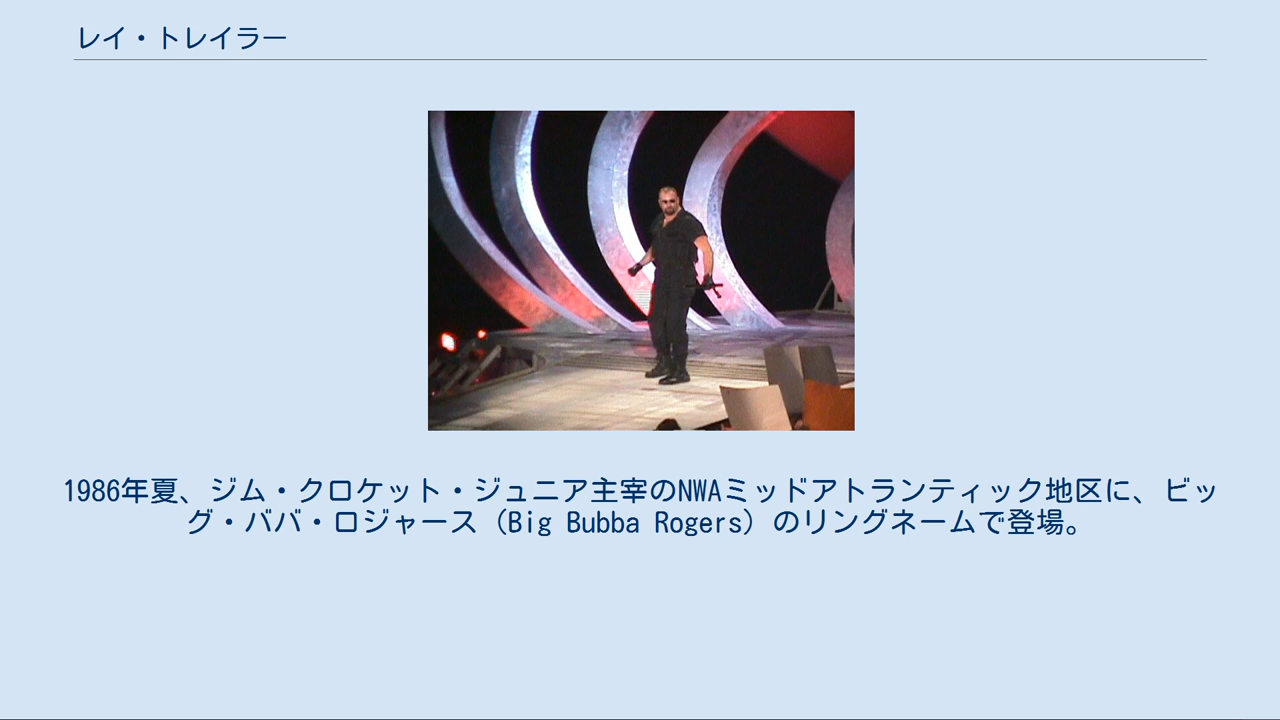 レイ・トレイラー
1986年夏、ジム・クロケット・ジュニア主宰のNWAミッドアトランティック地区に、ビッ
グ・ババ・ロジャース（Big Bubba Rogers）のリングネームで登場。